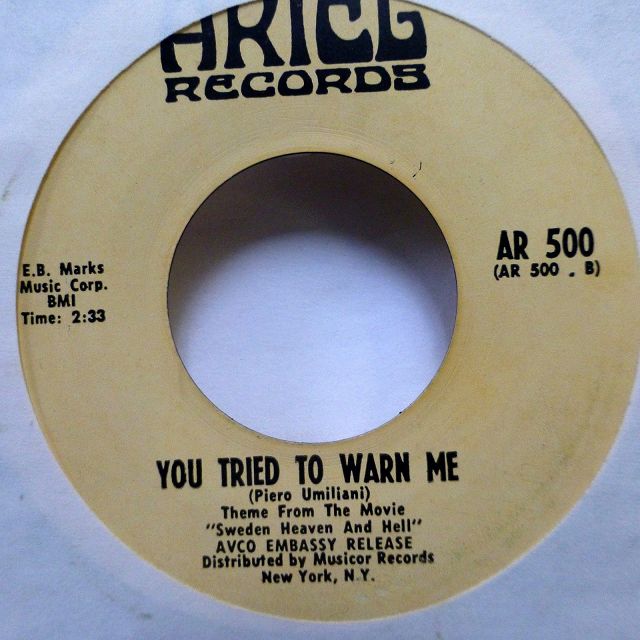 ARIEL
RECORDS
AR 500
(AR 500 . B)
E.B. Marks
Music Corp.
BMI
Time: 2:33
YOU TRIED TO WARN ME
(Piero Umiliani)
Theme From The Movie
"Sweden Heaven And Hell"
AVCO EMBASSY RELEASE
Distributed by Musicor Records
New York, N.Y.